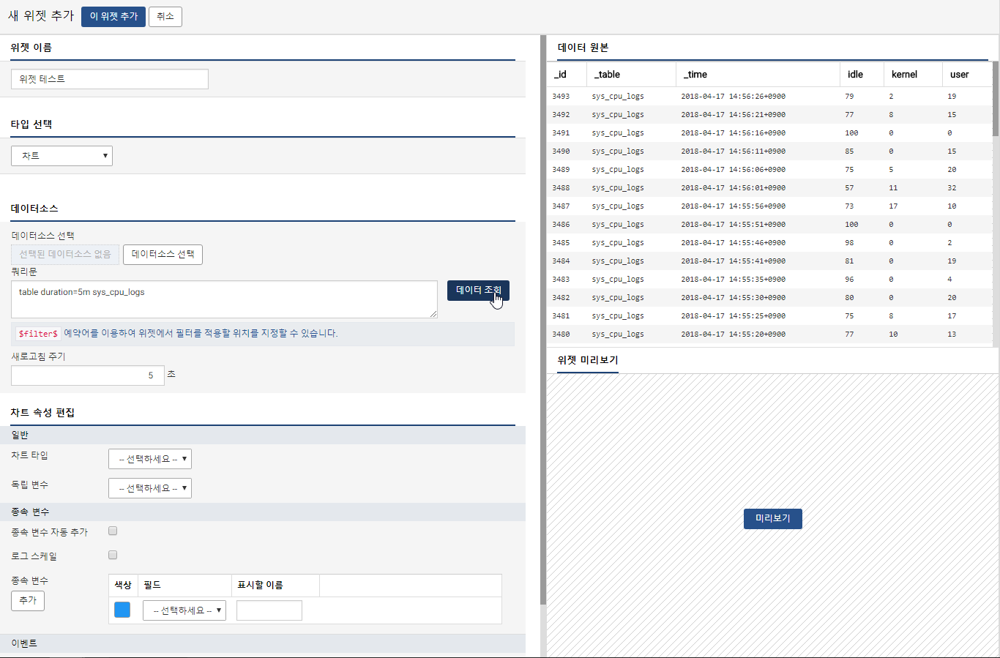 새 위젯 추가 이 위젯 추가 취소
위젯 이름
위젯 테스트
타입 선택
차트
데이터소스
데이터소스 선택
선택된 데이터소스 없음 데이터소스 선택
쿼리문
table duration=5m sys_cpu_logs
데이터 조회
$filter$ 예약어를 이용하여 위젯에서 필터를 적용할 위치를 지정할 수 있습니다.
새로고침 주기
5 초
차트 속성 편집
일반
차트 타입 -- 선택하세요 --
독립 변수 -- 선택하세요 --
종속 변수
종속 변수 자동 추가
로그 스케일
종속 변수
추가
색상 필드 표시할 이름
-- 선택하세요 --
이벤트
데이터 원본
_id _table _time idle kernel user
3493 sys_cpu_logs 2018-04-17 14:56:26+0900 79 2 19
3492 sys_cpu_logs 2018-04-17 14:56:21+0900 77 8 15
3491 sys_cpu_logs 2018-04-17 14:56:16+0900 100 0 0
3490 sys_cpu_logs 2018-04-17 14:56:11+0900 85 0 15
3489 sys_cpu_logs 2018-04-17 14:56:06+0900 75 5 20
3488 sys_cpu_logs 2018-04-17 14:56:01+0900 57 11 32
3487 sys_cpu_logs 2018-04-17 14:55:56+0900 73 17 10
3486 sys_cpu_logs 2018-04-17 14:55:51+0900 100 0 0
3485 sys_cpu_logs 2018-04-17 14:55:46+0900 98 0 2
3484 sys_cpu_logs 2018-04-17 14:55:41+0900 81 0 19
3483 sys_cpu_logs 2018-04-17 14:55:35+0900 96 0 4
3482 sys_cpu_logs 2018-04-17 14:55:30+0900 80 0 20
3481 sys_cpu_logs 2018-04-17 14:55:25+0900 75 8 17
3480 sys_cpu_logs 2018-04-17 14:55:20+0900 77 10 13
위젯 미리보기
미리보기